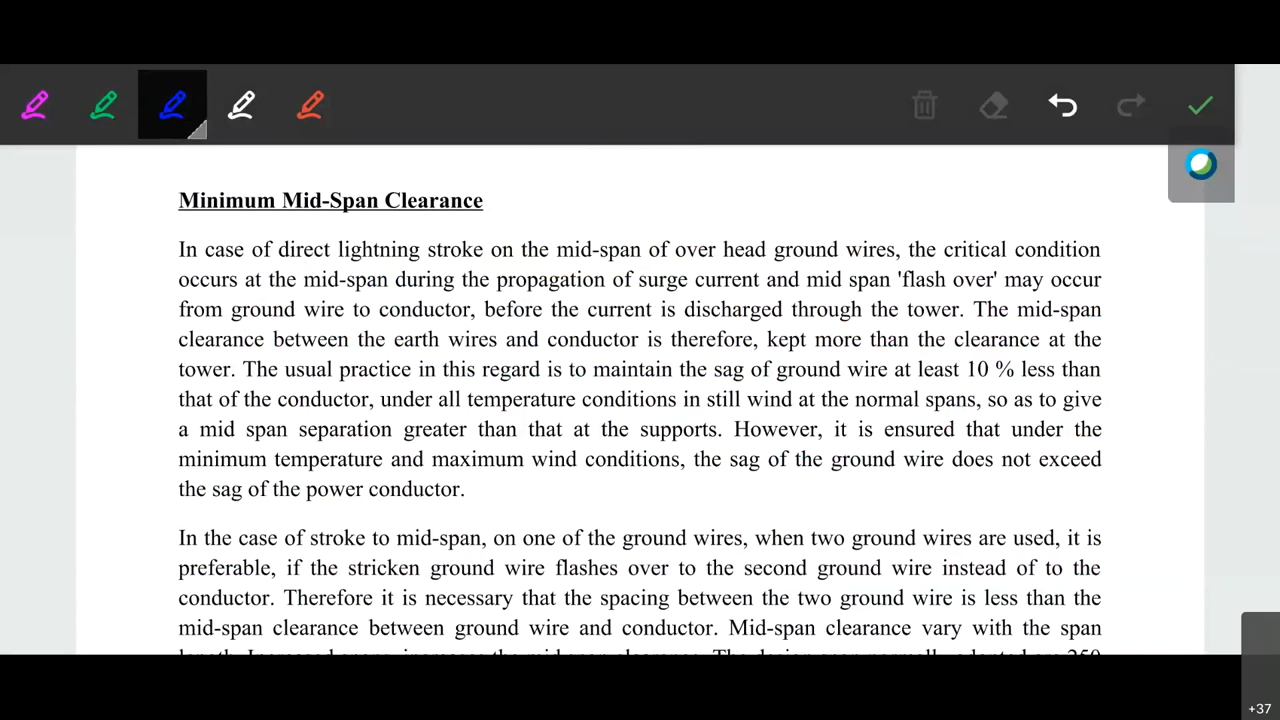 Minimum Mid-Span Clearance
In case of direct lightning stroke on the mid-span of over head ground wires, the critical condition
occurs at the mid-span during the propagation of surge current and mid span 'flash over' may occur
from ground wire to conductor, before the current is discharged through the tower. The mid-span
clearance between the earth wires and conductor is therefore, kept more than the clearance at the
tower. The usual practice in this regard is to maintain the sag of ground wire at least 10 % less than
that of the conductor, under all temperature conditions in still wind at the normal spans, so as to give
a mid span separation greater than that at the supports. However, it is ensured that under the
minimum temperature and maximum wind conditions, the sag of the ground wire does not exceed
the sag of the power conductor.
In the case of stroke to mid-span, on one of the ground wires, when two ground wires are used, it is
preferable, if the stricken ground wire flashes over to the second ground wire instead of to the
conductor. Therefore it is necessary that the spacing between the two ground wire is less than the
mid-span clearance between ground wire and conductor. Mid-span clearance vary with the span
+37